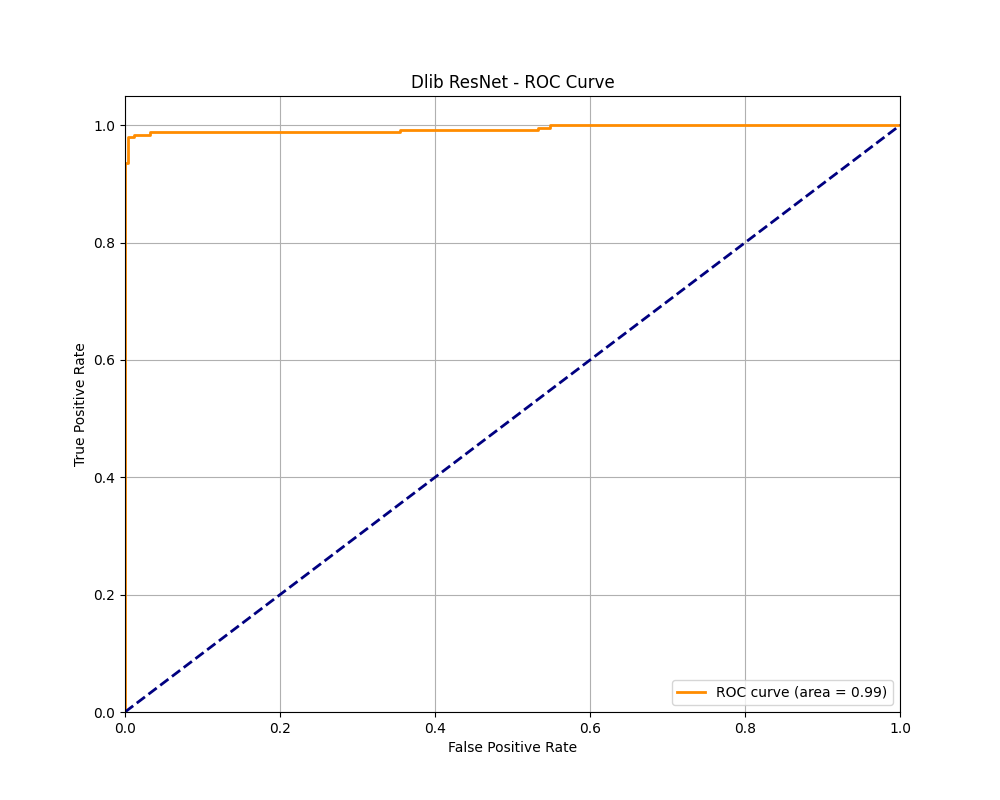 Dlib ResNet - ROC Curve
1.0
0.8
0.6
0.4
0.2
0.0
True Positive Rate
ROC curve (area = 0.99)
0.0 0.2 0.4 0.6 0.8 1.0
False Positive Rate